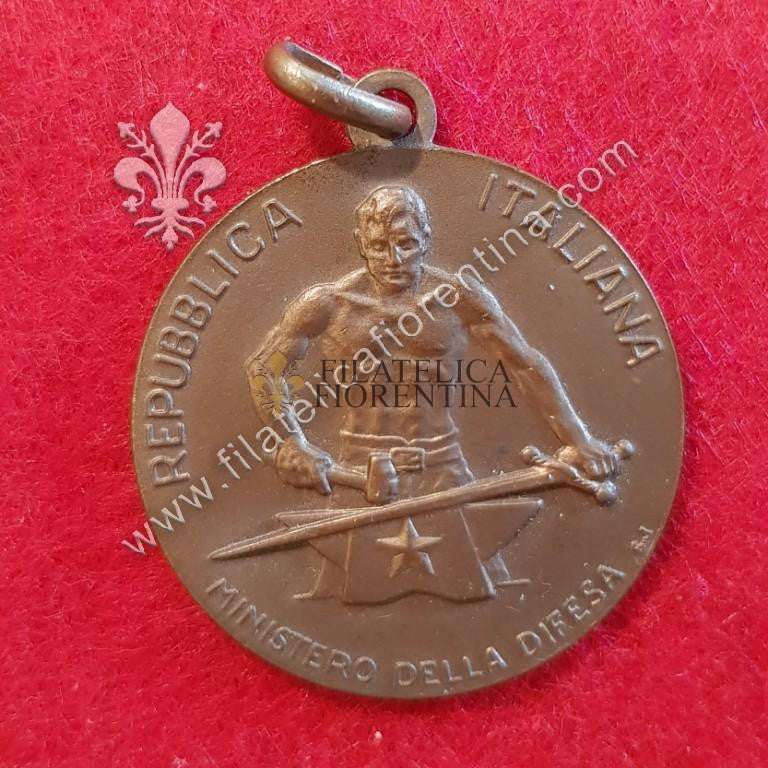 REPUBBLICA ITALIANA
MINISTERO DELLA DIFESA
FILATELICA
FIORENTINA
www.filatelicafiorentina.com